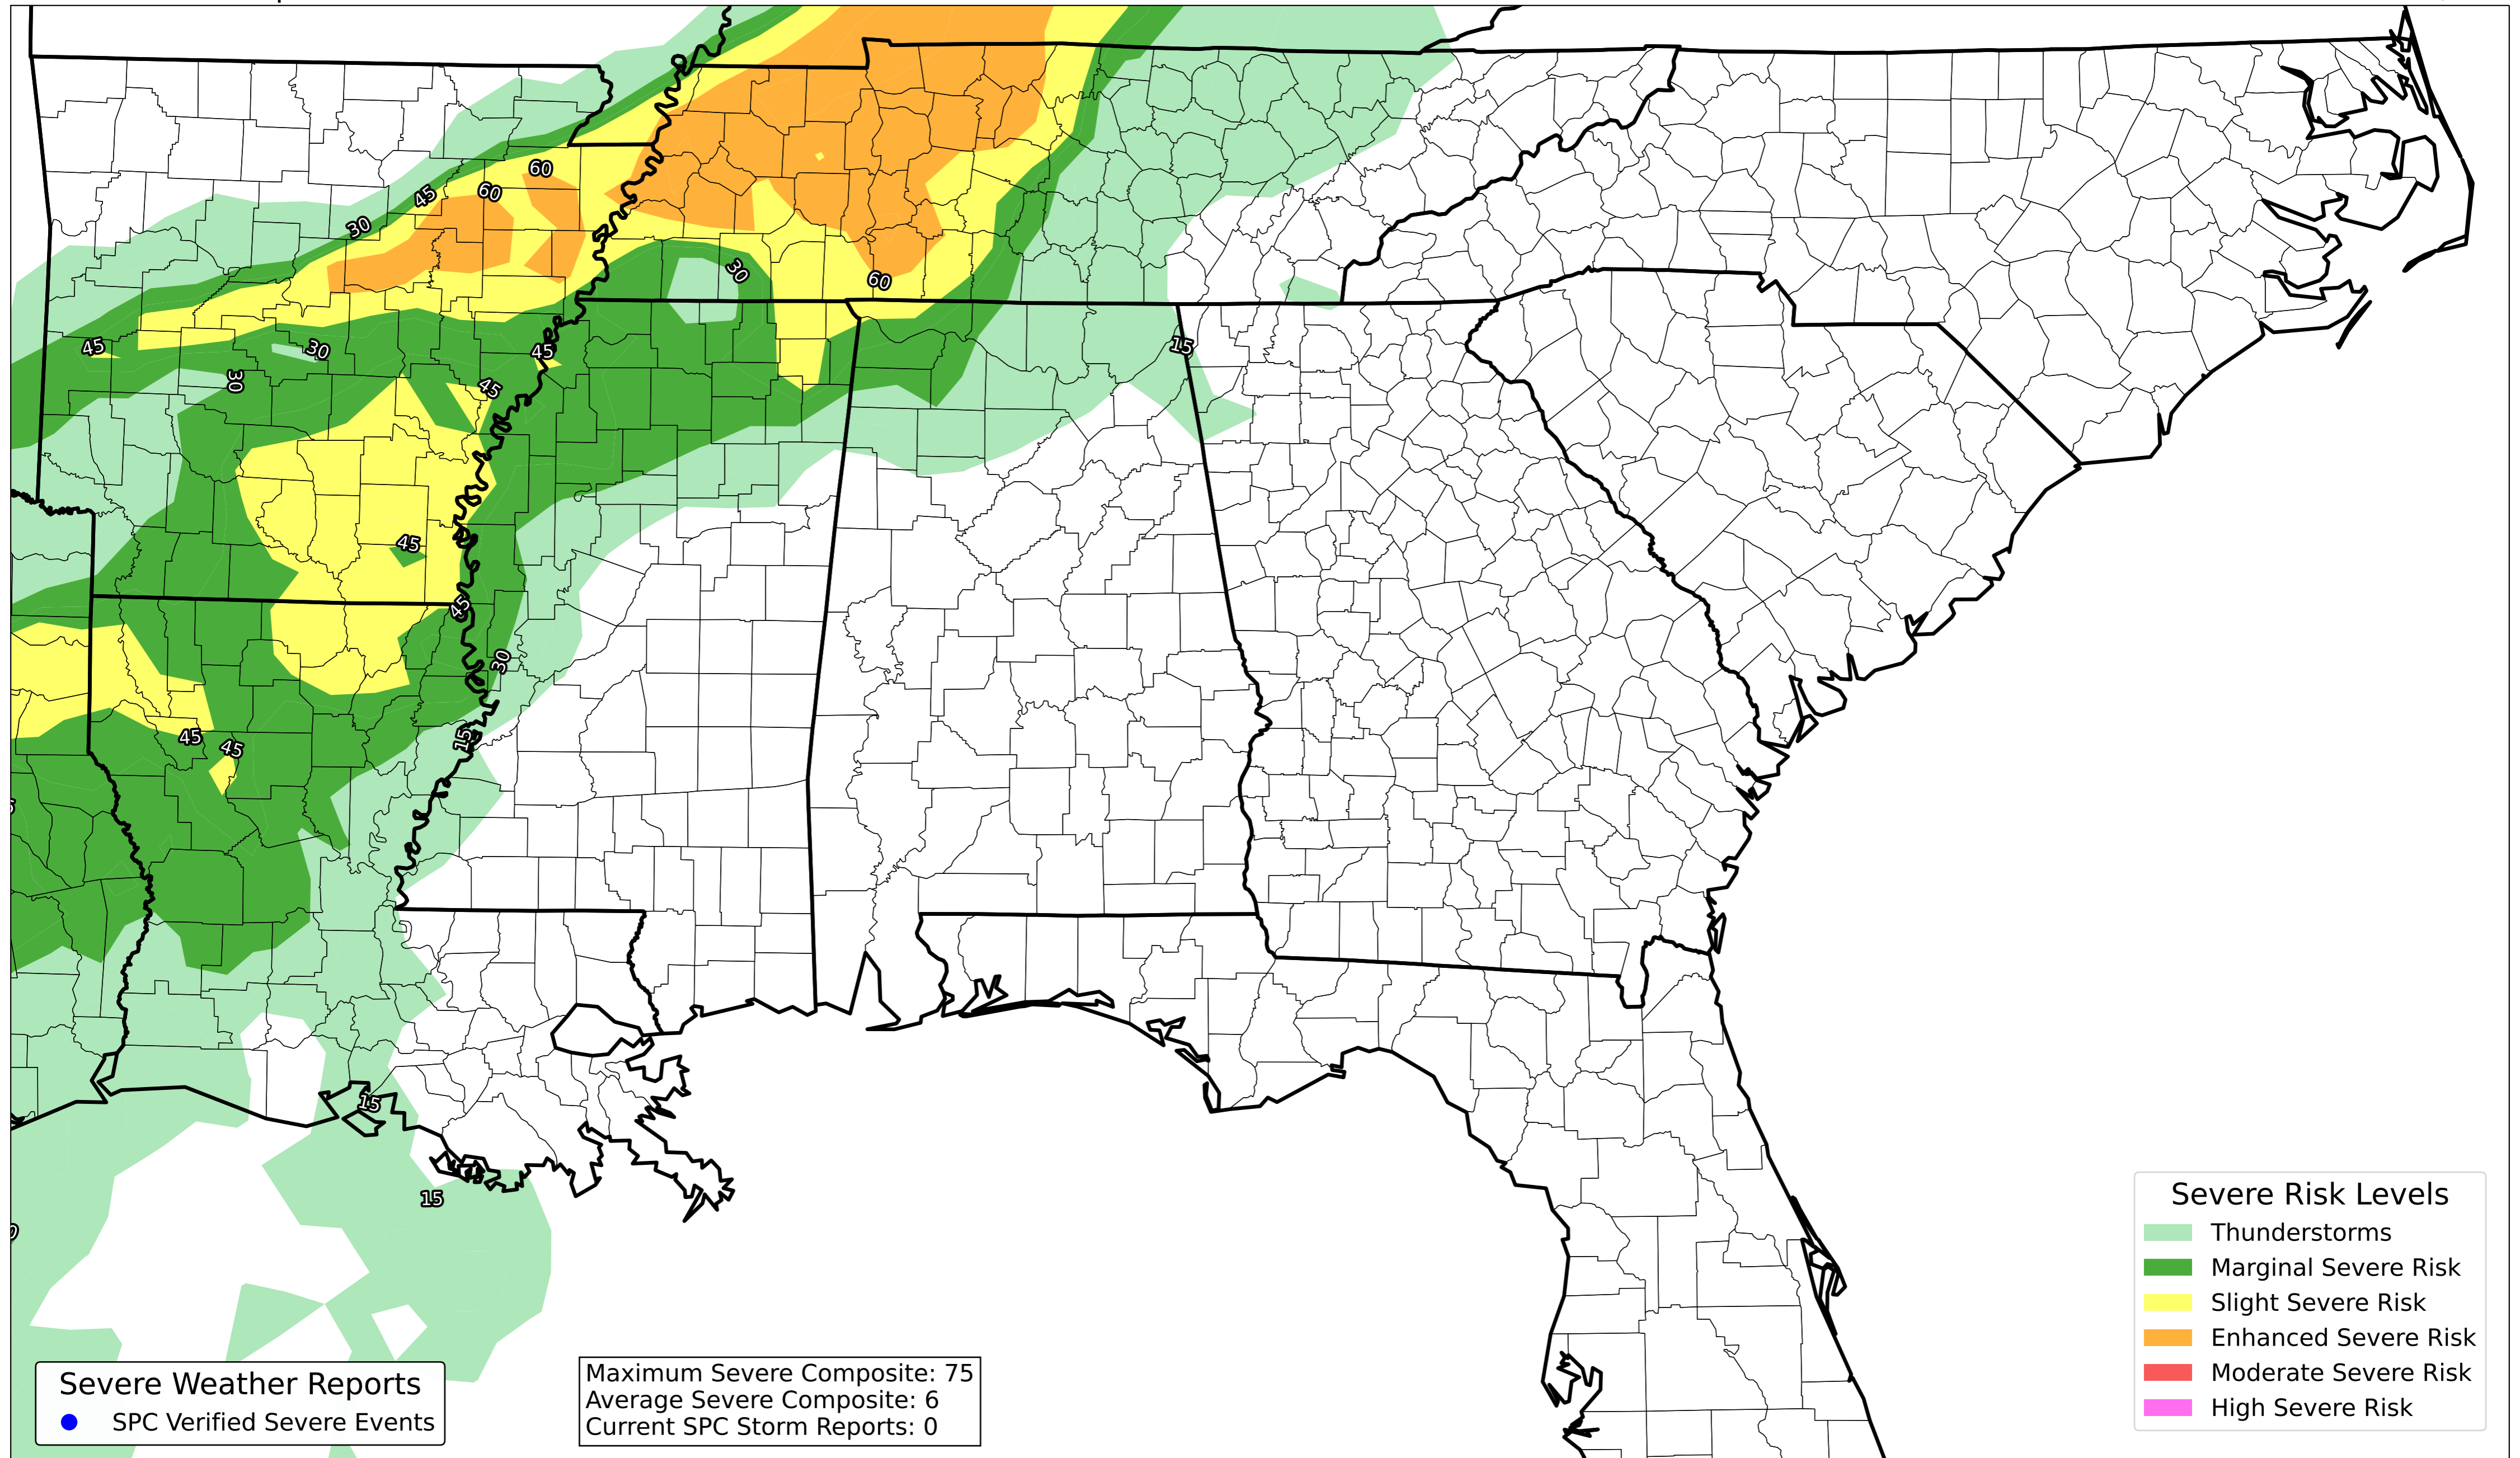 60
60
45
30
30
60
45
30
30
45
45
15
45
45
30
45
45
15
15
15
Severe Risk Levels
Thunderstorms
Marginal Severe Risk
Slight Severe Risk
Enhanced Severe Risk
Moderate Severe Risk
High Severe Risk
Severe Weather Reports
SPC Verified Severe Events
Maximum Severe Composite: 75
Average Severe Composite: 6
Current SPC Storm Reports: 0